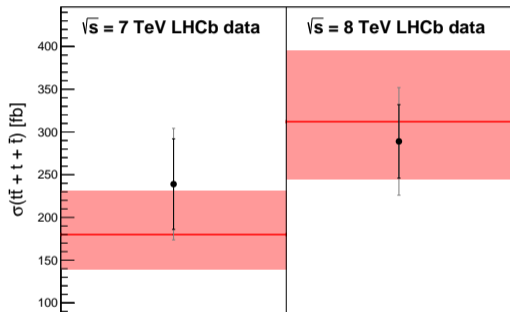 √s = 7 TeV LHCb data
√s = 8 TeV LHCb data
σ(tt̄ + t + t̄) [fb]
400
350
300
250
200
150
100